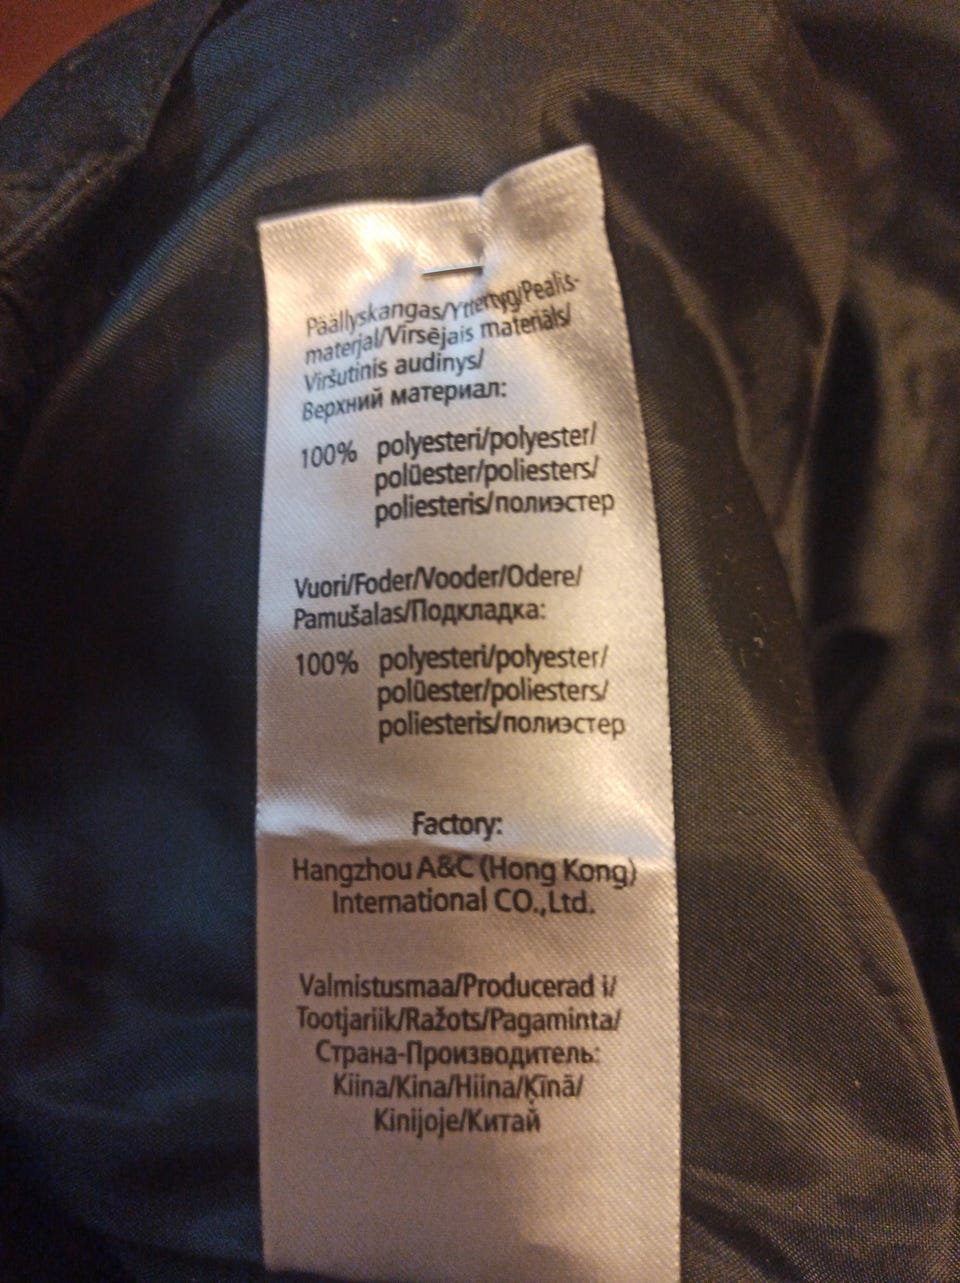 Päällyskangas/Yttertyg/Pealis-
materjal/Virsējais materiāls/
Viršutinis audinys/
Верхний материал:
100% polyesteri/polyester/
polüester/poliesters/
poliesteris/полиэстер
Vuori/Foder/Vooder/Odere/
Pamušalas/Подкладка:
100% polyesteri/polyester/
polüester/poliesters/
poliesteris/полиэстер
Factory:
Hangzhou A&C (Hong Kong)
International CO.,Ltd.
Valmistusmaa/Producerad i/
Tootjariik/Ražots/Pagaminta/
Страна-Производитель:
Kiina/Kina/Hiina/Ķīnā/
Kinijoje/Китай